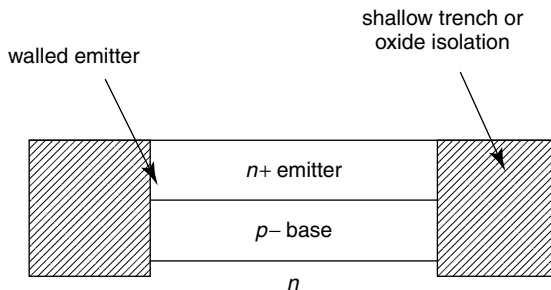 shallow trench or
oxide isolation
walled emitter
n+ emitter
p− base
n